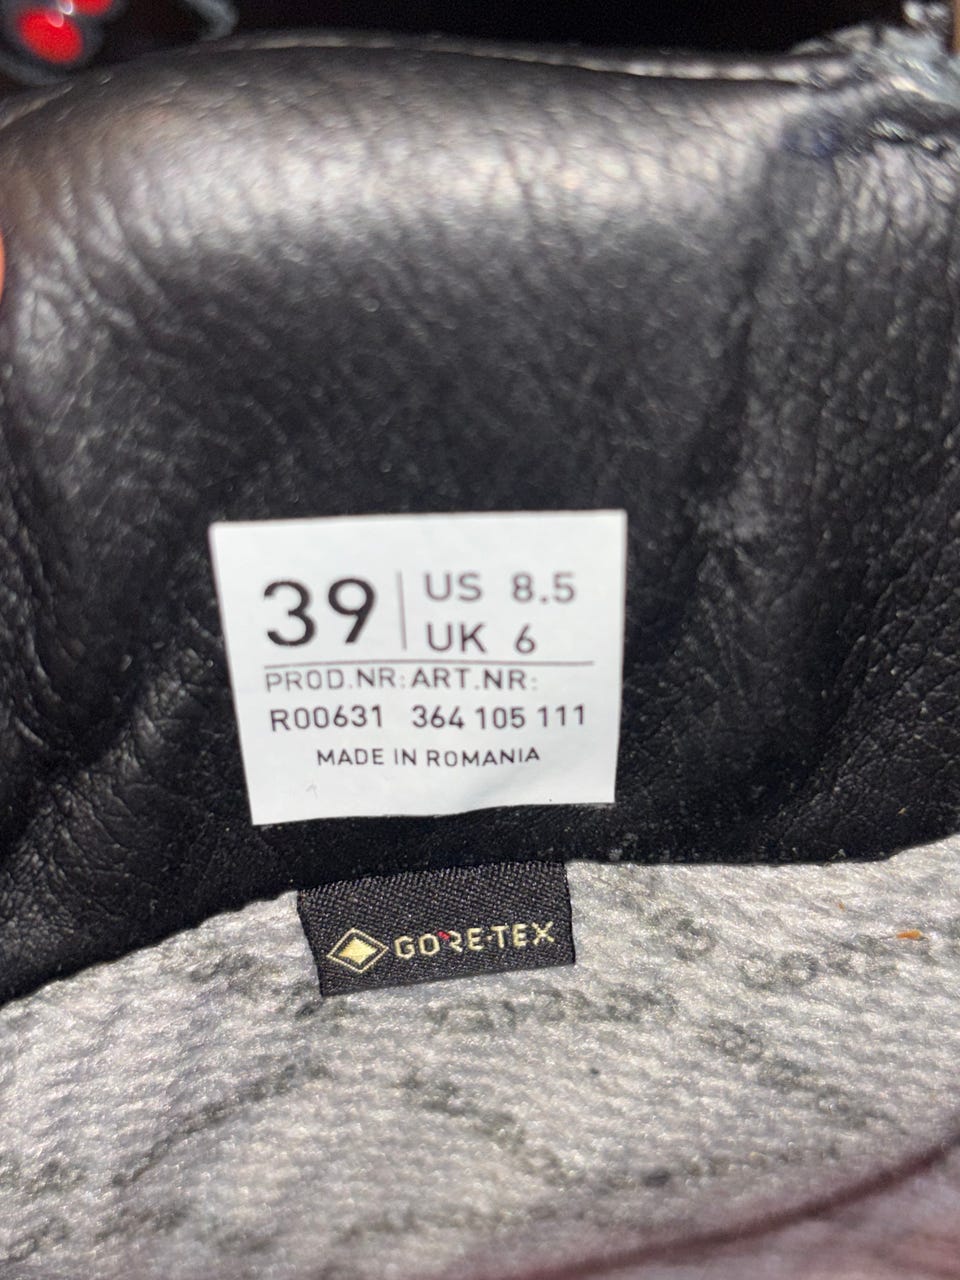 39 US 8.5
UK 6
PROD.NR: ART.NR:
R00631 364 105 111
MADE IN ROMANIA
GORE-TEX